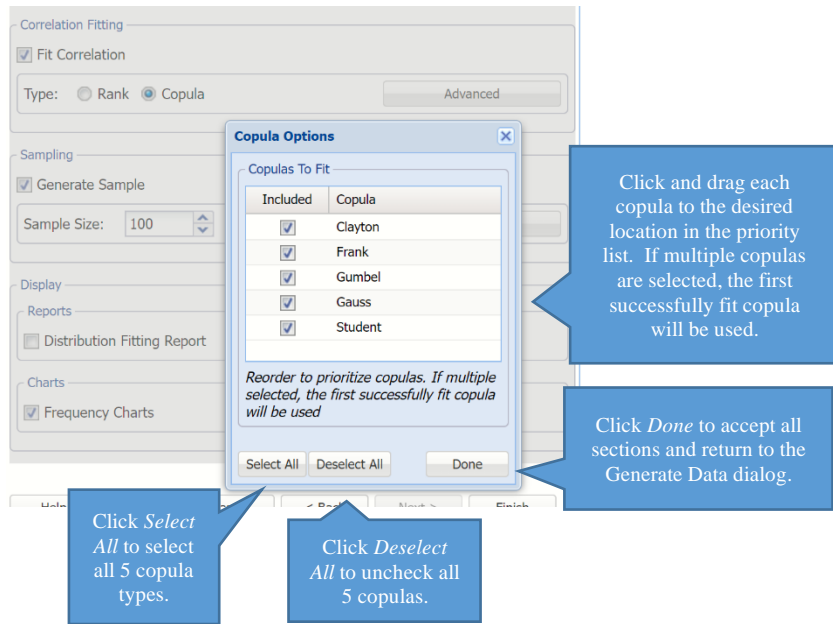 Correlation Fitting
Fit Correlation
Type: Rank Copula Advanced
Copula Options
Copulas To Fit
Included Copula
Clayton
Frank
Gumbel
Gauss
Student
Reorder to prioritize copulas. If multiple
selected, the first successfully fit copula
will be used
Select All Deselect All Done
Sampling
Generate Sample
Sample Size: 100
Display
Reports
Distribution Fitting Report
Charts
Frequency Charts
Click and drag each
copula to the desired
location in the priority
list. If multiple copulas
are selected, the first
successfully fit copula
will be used.
Click Done to accept all
sections and return to the
Generate Data dialog.
Click Select
All to select
all 5 copula
types.
Click Deselect
All to uncheck all
5 copulas.